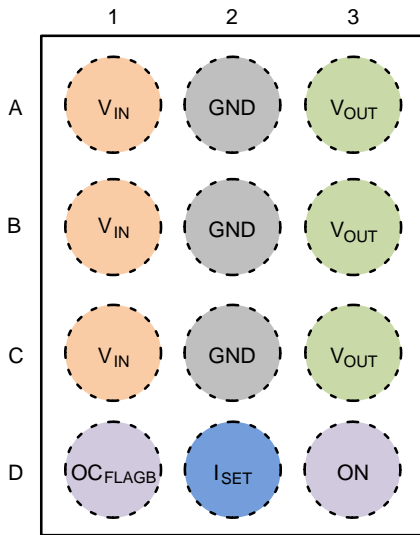 1 2 3
A V_IN GND V_OUT
B V_IN GND V_OUT
C V_IN GND V_OUT
D OC_FLAGB I_SET ON